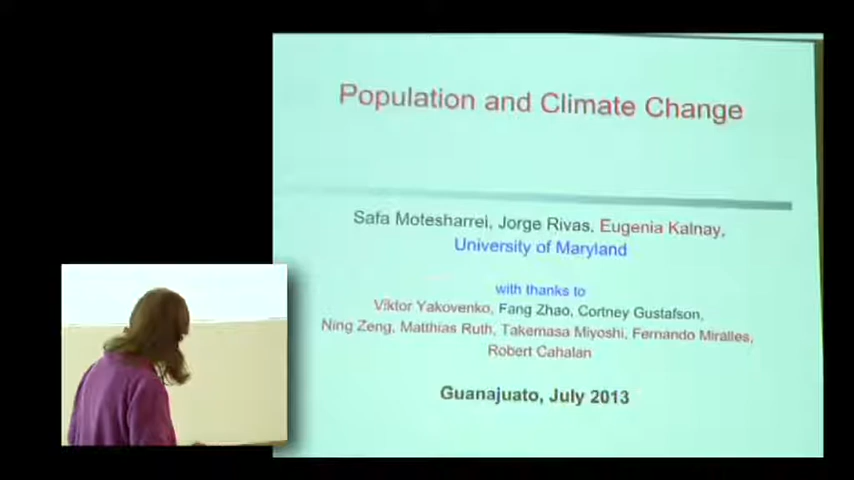 Population and Climate Change
Safa Motesharrei, Jorge Rivas, Eugenia Kalnay,
University of Maryland
with thanks to
Viktor Yakovenko, Fang Zhao, Cortney Gustafson,
Ning Zeng, Matthias Ruth, Takemasa Miyoshi, Fernando Miralles,
Robert Cahalan
Guanajuato, July 2013